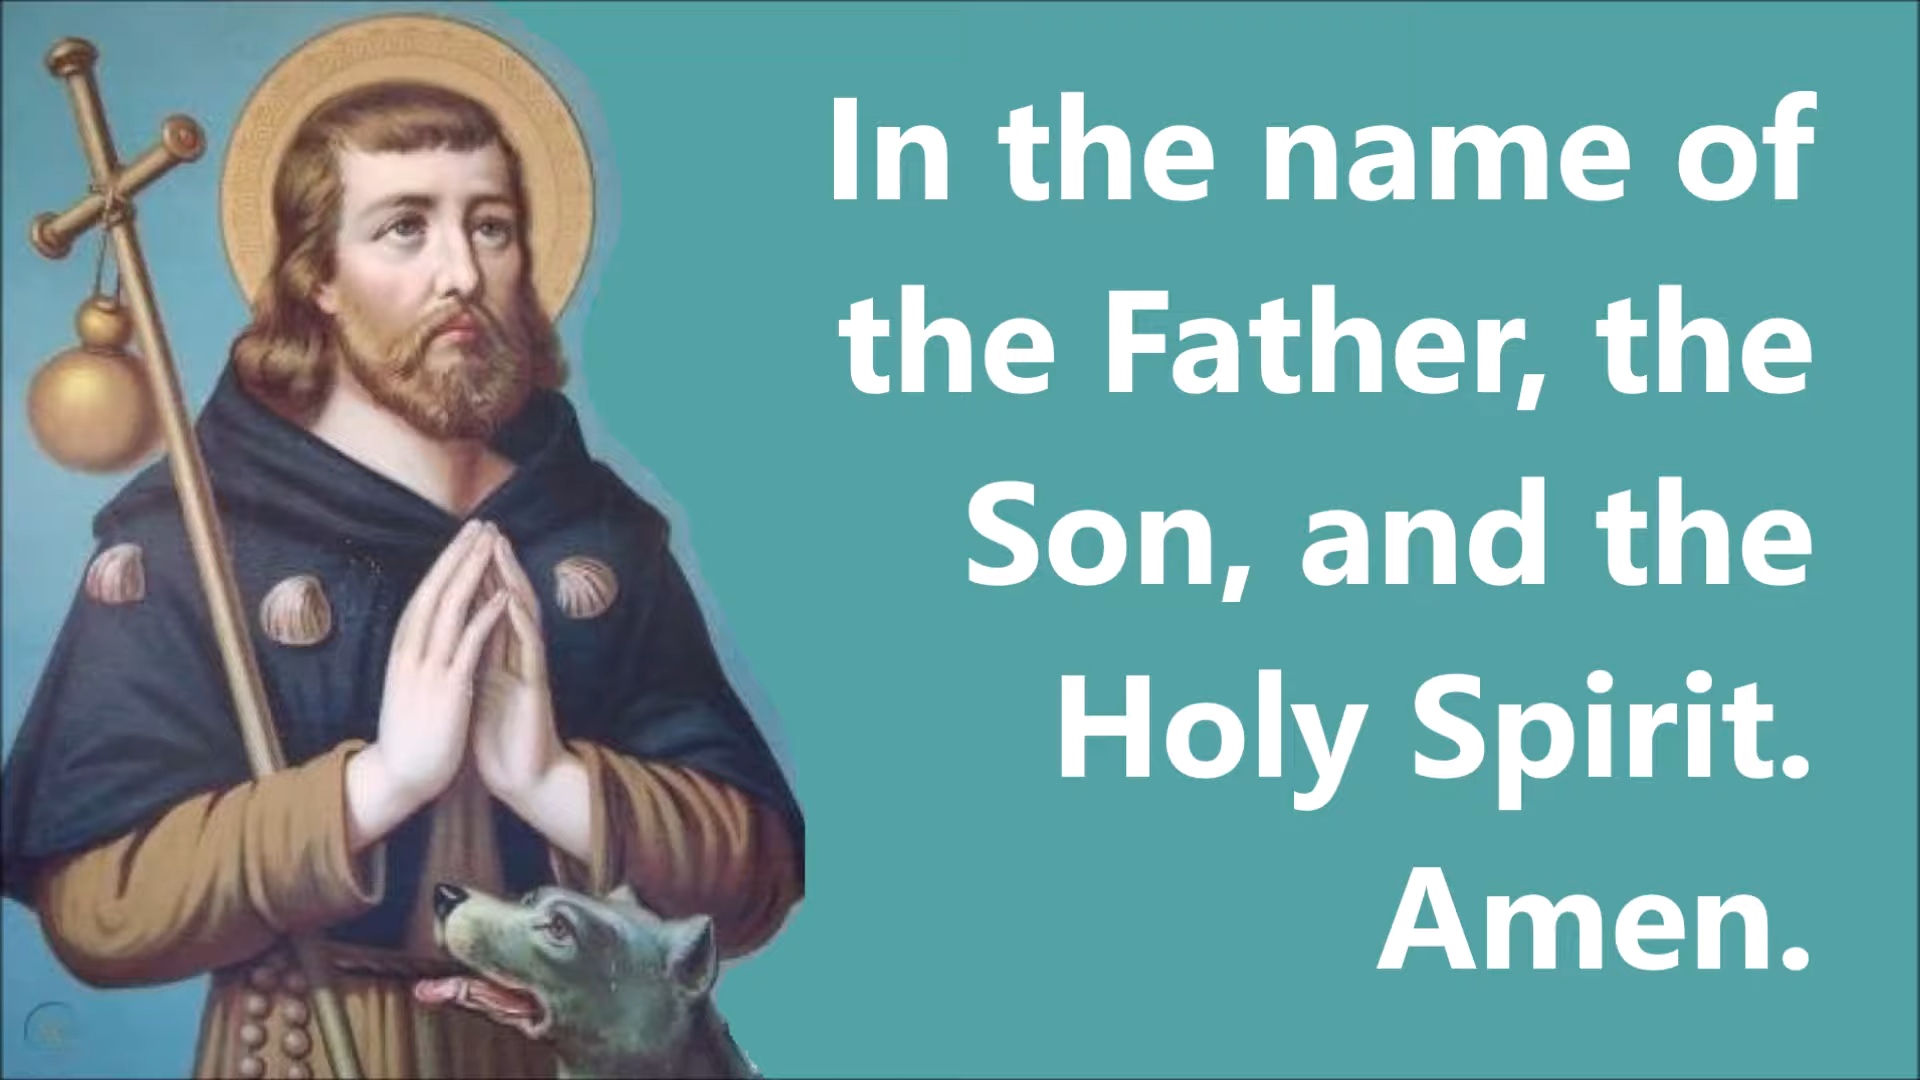 In the name of
the Father, the
Son, and the
Holy Spirit.
Amen.